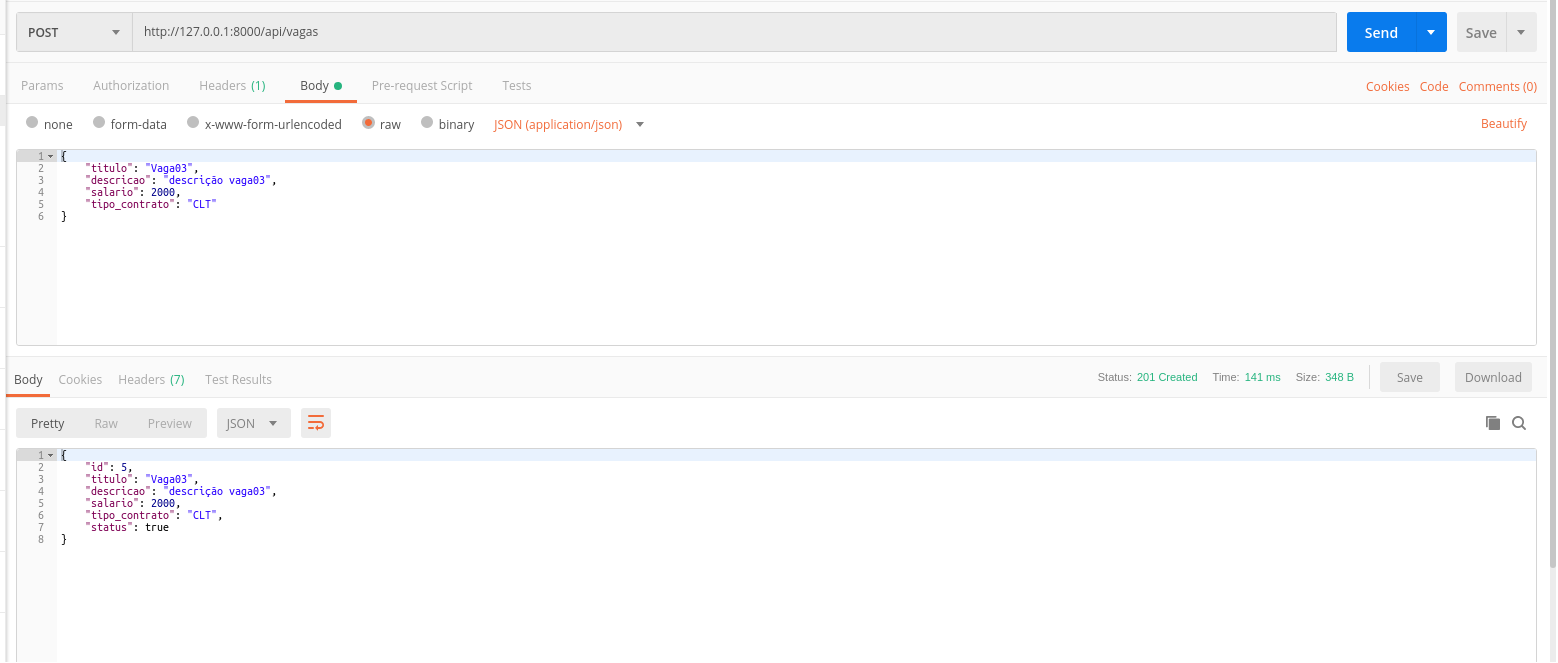 POST http://127.0.0.1:8000/api/vagas Send Save
Params Authorization Headers (1) Body Pre-request Script Tests Cookies Code Comments (0)
none form-data x-www-form-urlencoded raw binary JSON (application/json) Beautify
1 {
2 "titulo": "Vaga03",
3 "descricao": "descrição vaga03",
4 "salario": 2000,
5 "tipo_contrato": "CLT"
6 }
Body Cookies Headers (7) Test Results Status: 201 Created Time: 141 ms Size: 348 B Save Download
Pretty Raw Preview JSON
1 {
2 "id": 5,
3 "titulo": "Vaga03",
4 "descricao": "descrição vaga03",
5 "salario": 2000,
6 "tipo_contrato": "CLT",
7 "status": true
8 }